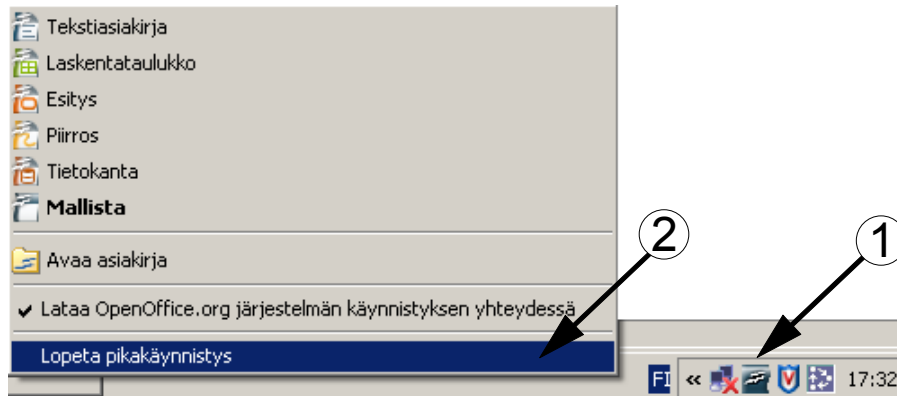 Tekstiasiakirja
Laskentataulukko
Esitys
Piirros
Tietokanta
Mallista
Avaa asiakirja
Lataa OpenOffice.org järjestelmän käynnistyksen yhteydessä
Lopeta pikakäynnistys
2
1
FI « 17:32